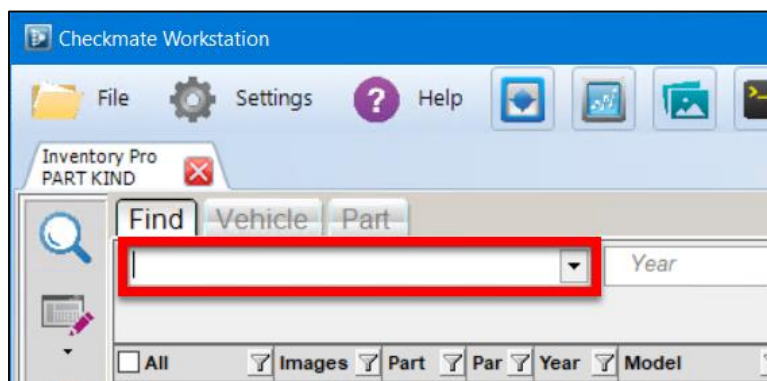 Checkmate Workstation
File Settings Help
Inventory Pro
PART KIND
Find Vehicle Part
Year
All Images Part Par Year Model